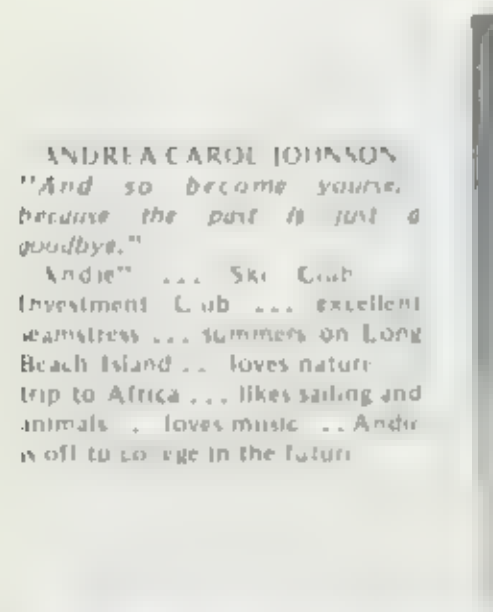 ANDREA CAROL JOHNSON
"And so become yourse.
because the past is just a
goodbye."
Andie" ... Ski Club
Investment Club ... excellent
seamstress ... summers on Long
Beach Island ... loves nature
trip to Africa ... likes sailing and
animals . loves music ... Andie
is off to college in the future